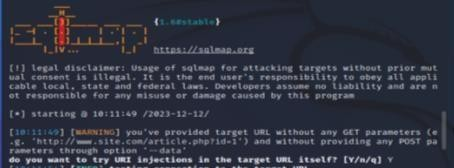 {1.6#stable}
sqlmap
https://sqlmap.org
[!] legal disclaimer: Usage of sqlmap for attacking targets without prior mut
ual consent is illegal. It is the end user's responsibility to obey all appli
cable local, state and federal laws. Developers assume no liability and are n
ot responsible for any misuse or damage caused by this program
[*] starting @ 10:11:49 /2023-12-12/
[10:11:49] [WARNING] you've provided target URL without any GET parameters (e
.g. 'http://www.site.com/article.php?id=1') and without providing any POST pa
rameters through option '--data'
do you want to try URI injections in the target URL itself? [Y/n/q] Y